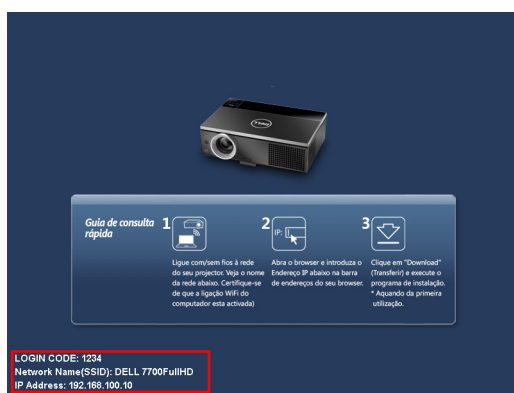 DELL
Guia de consulta
rápida
1
Ligue com/sem fios à rede
do seu projector. Veja o nome
da rede abaixo. Certifique-se
de que a ligação WiFi do
computador esta activada)
2
IP:
Abra o browser e introduza o
Endereço IP abaixo na barra
de endereços do seu browser.
3
Clique em "Download"
(Transferir) e execute o
programa de instalação.
* Aquando da primeira
utilização.
LOGIN CODE: 1234
Network Name(SSID): DELL 7700FullHD
IP Address: 192.168.100.10